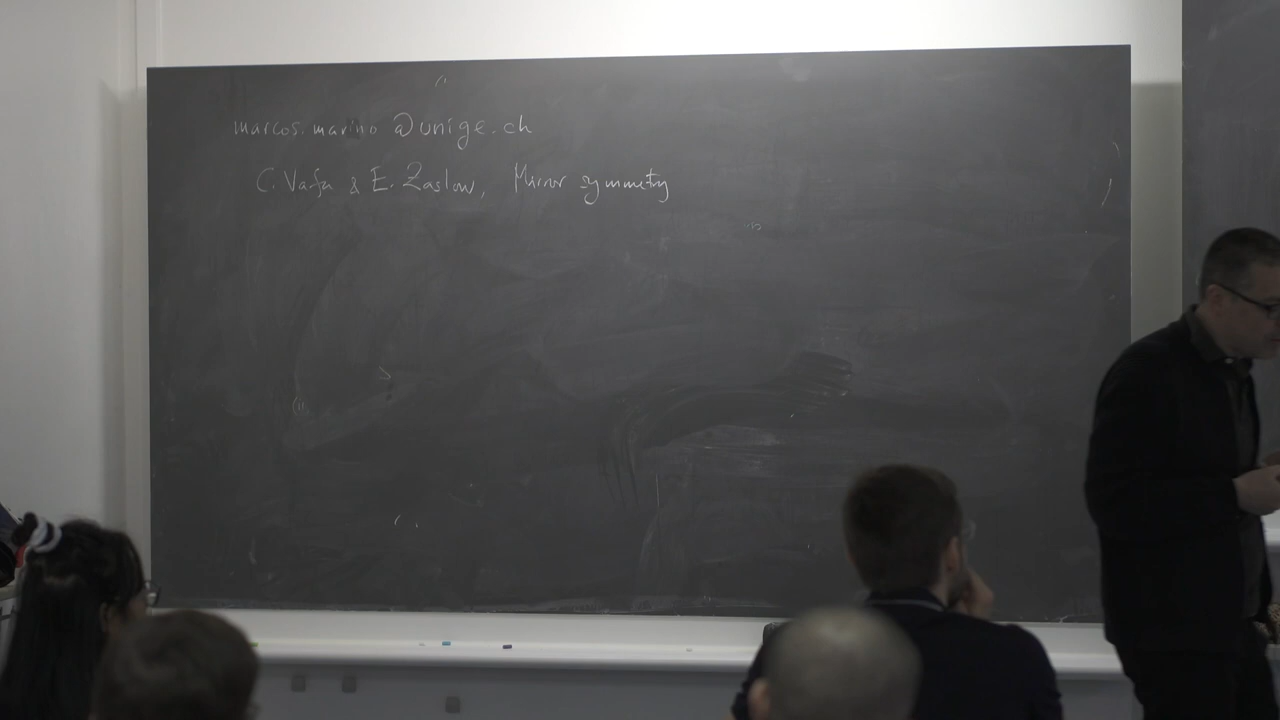 marcos.marino @unige.ch
C. Vafa & E. Zaslow, Mirror symmetry